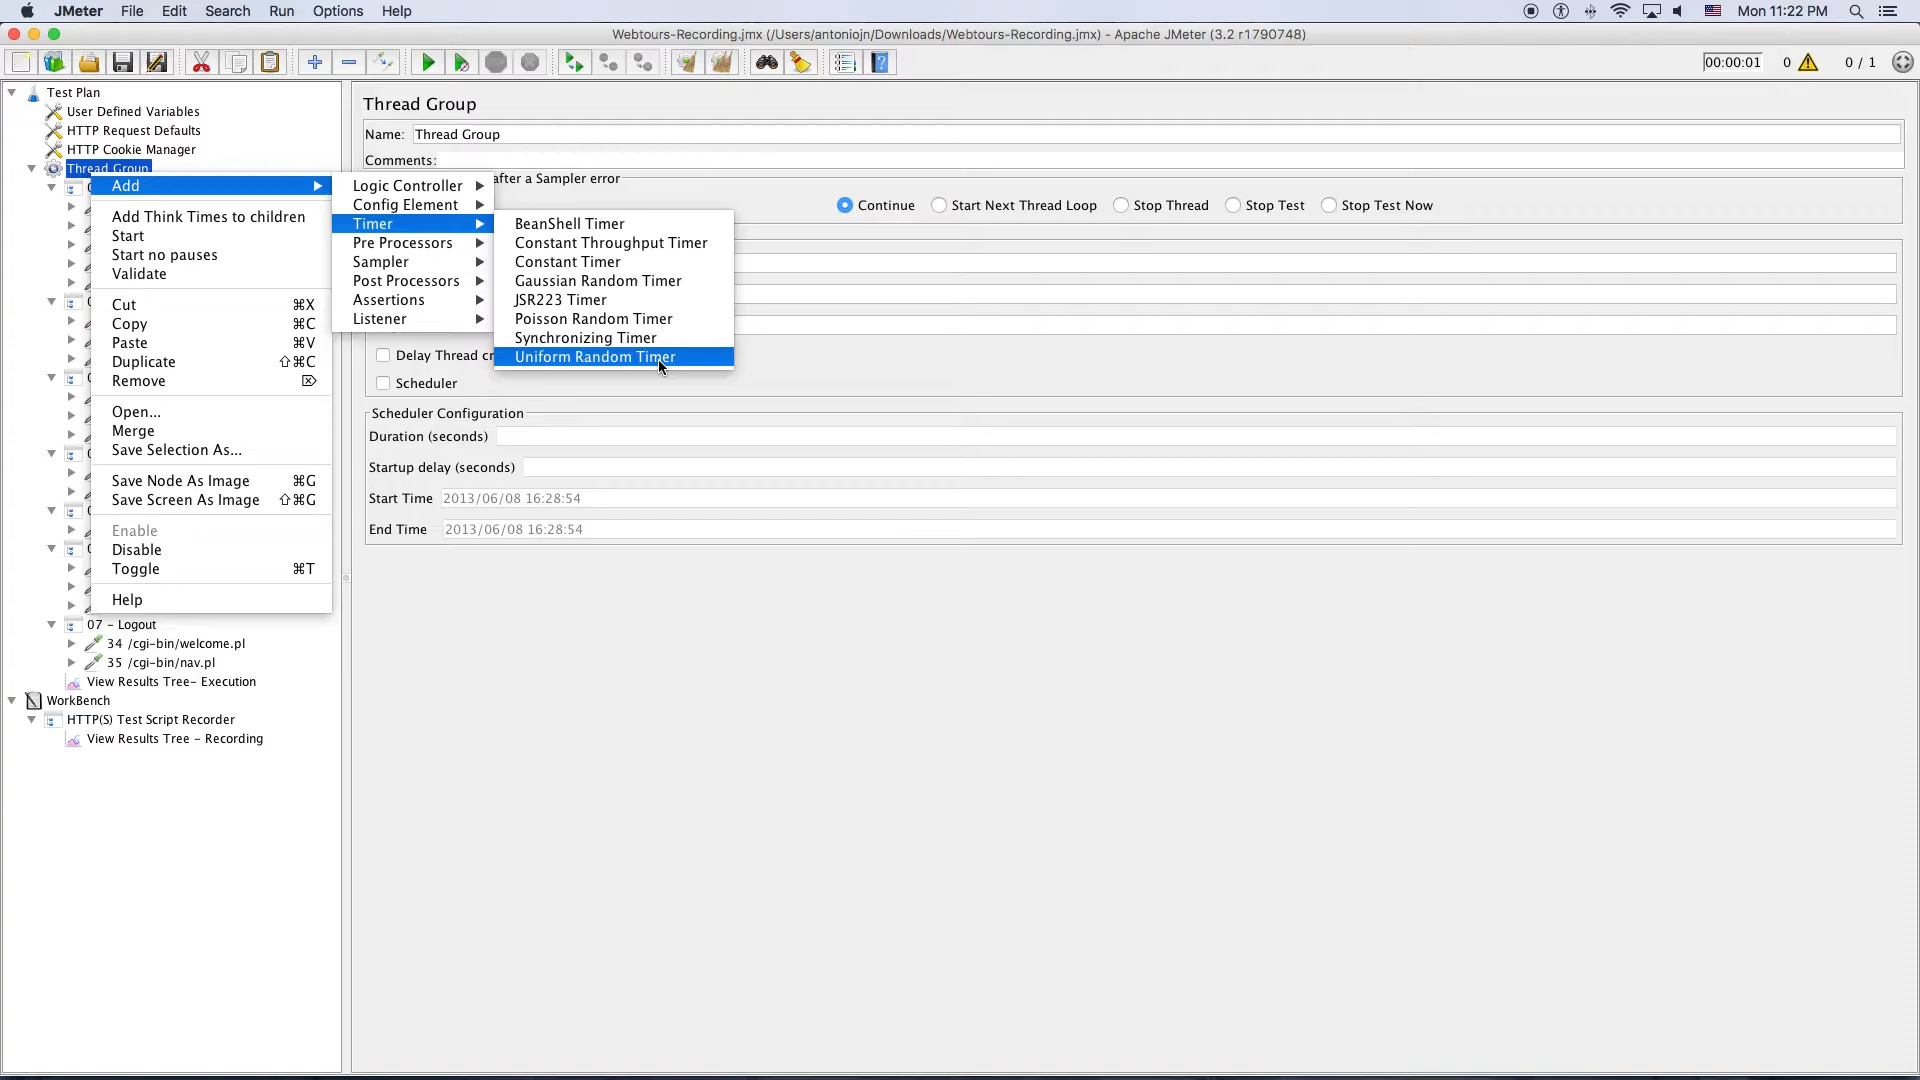 JMeter File Edit Search Run Options Help Mon 11:22 PM
Webtours-Recording.jmx (/Users/antoniojn/Downloads/Webtours-Recording.jmx) - Apache JMeter (3.2 r1790748)
00:00:01 0 0 / 1
Test Plan
User Defined Variables
HTTP Request Defaults
HTTP Cookie Manager
Thread Group
Add
Add Think Times to children
Start
Start no pauses
Validate
Cut ⌘X
Copy ⌘C
Paste ⌘V
Duplicate ⇧⌘C
Remove ⌦
Open...
Merge
Save Selection As...
Save Node As Image ⌘G
Save Screen As Image ⇧⌘G
Enable
Disable
Toggle ⌘T
Help
07 - Logout
34 /cgi-bin/welcome.pl
35 /cgi-bin/nav.pl
View Results Tree- Execution
WorkBench
HTTP(S) Test Script Recorder
View Results Tree - Recording
Logic Controller
Config Element
Timer
Pre Processors
Sampler
Post Processors
Assertions
Listener
BeanShell Timer
Constant Throughput Timer
Constant Timer
Gaussian Random Timer
JSR223 Timer
Poisson Random Timer
Synchronizing Timer
Uniform Random Timer
Thread Group
Name: Thread Group
Comments:
after a Sampler error
Continue Start Next Thread Loop Stop Thread Stop Test Stop Test Now
Delay Thread
Scheduler
Scheduler Configuration
Duration (seconds)
Startup delay (seconds)
Start Time 2013/06/08 16:28:54
End Time 2013/06/08 16:28:54